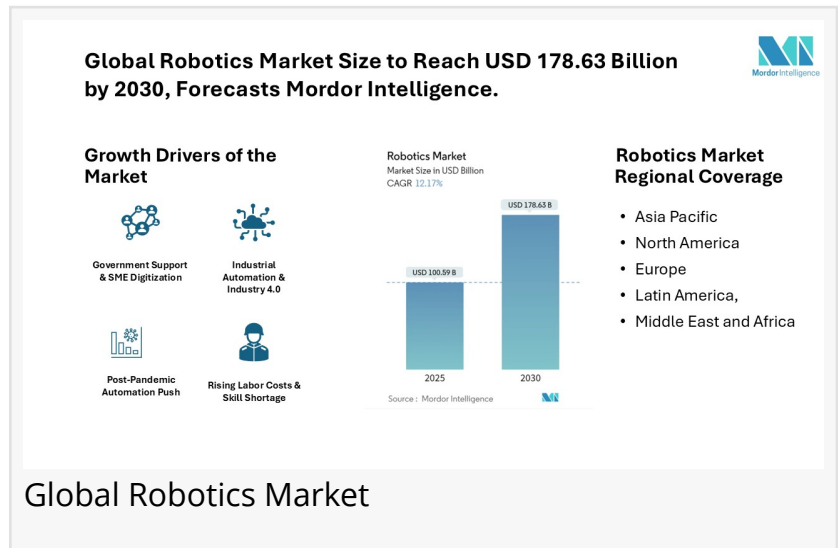 Global Robotics Market Size to Reach USD 178.63 Billion
by 2030, Forecasts Mordor Intelligence.
Mordor Intelligence
Growth Drivers of the
Market
Government Support
& SME Digitization
Industrial
Automation &
Industry 4.0
Post-Pandemic
Automation Push
Rising Labor Costs &
Skill Shortage
Robotics Market
Market Size in USD Billion
CAGR 12.17%
USD 178.63 B
USD 100.59 B
2025
2030
Source : Mordor Intelligence
Robotics Market
Regional Coverage
• Asia Pacific
• North America
• Europe
• Latin America,
• Middle East and Africa
Global Robotics Market